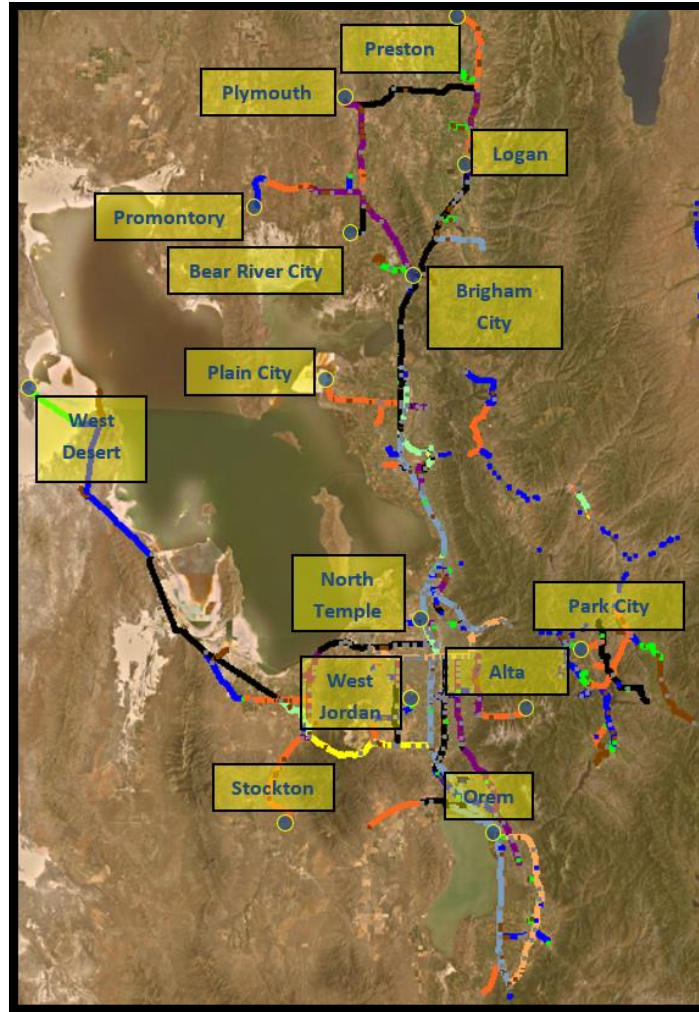 Preston
Plymouth
Logan
Promontory
Bear River City
Brigham
City
Plain City
West
Desert
North
Temple
Park City
West
Jordan
Alta
Stockton
Orem